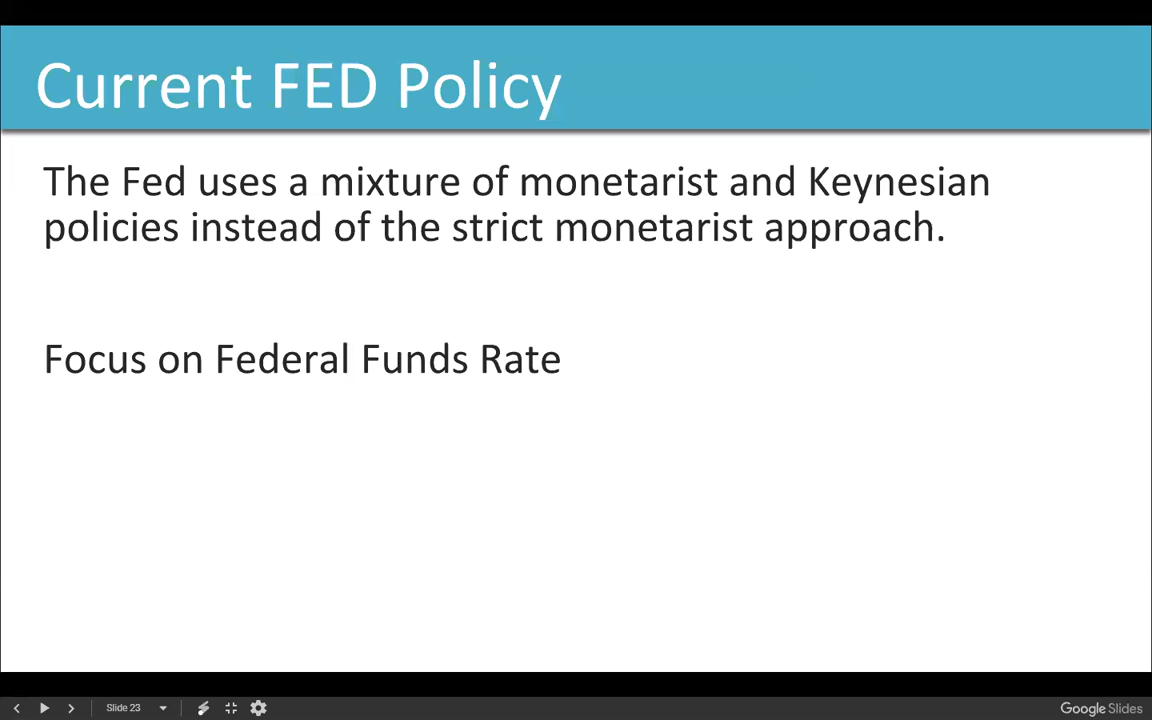 Current FED Policy
The Fed uses a mixture of monetarist and Keynesian
policies instead of the strict monetarist approach.
Focus on Federal Funds Rate
Slide 23
Google Slides